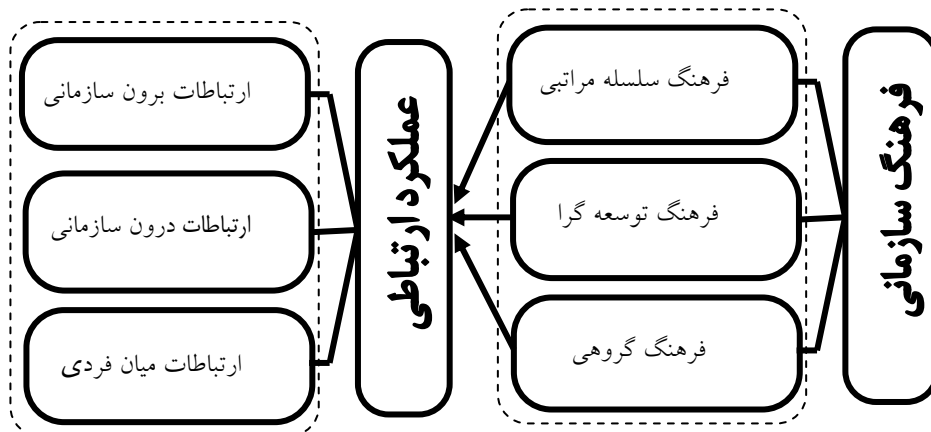 فرهنگ سازمانی
فرهنگ سلسله مراتبی
فرهنگ توسعه گرا
فرهنگ گروهی
عملکرد ارتباطی
ارتباطات برون سازمانی
ارتباطات درون سازمانی
ارتباطات میان فردی